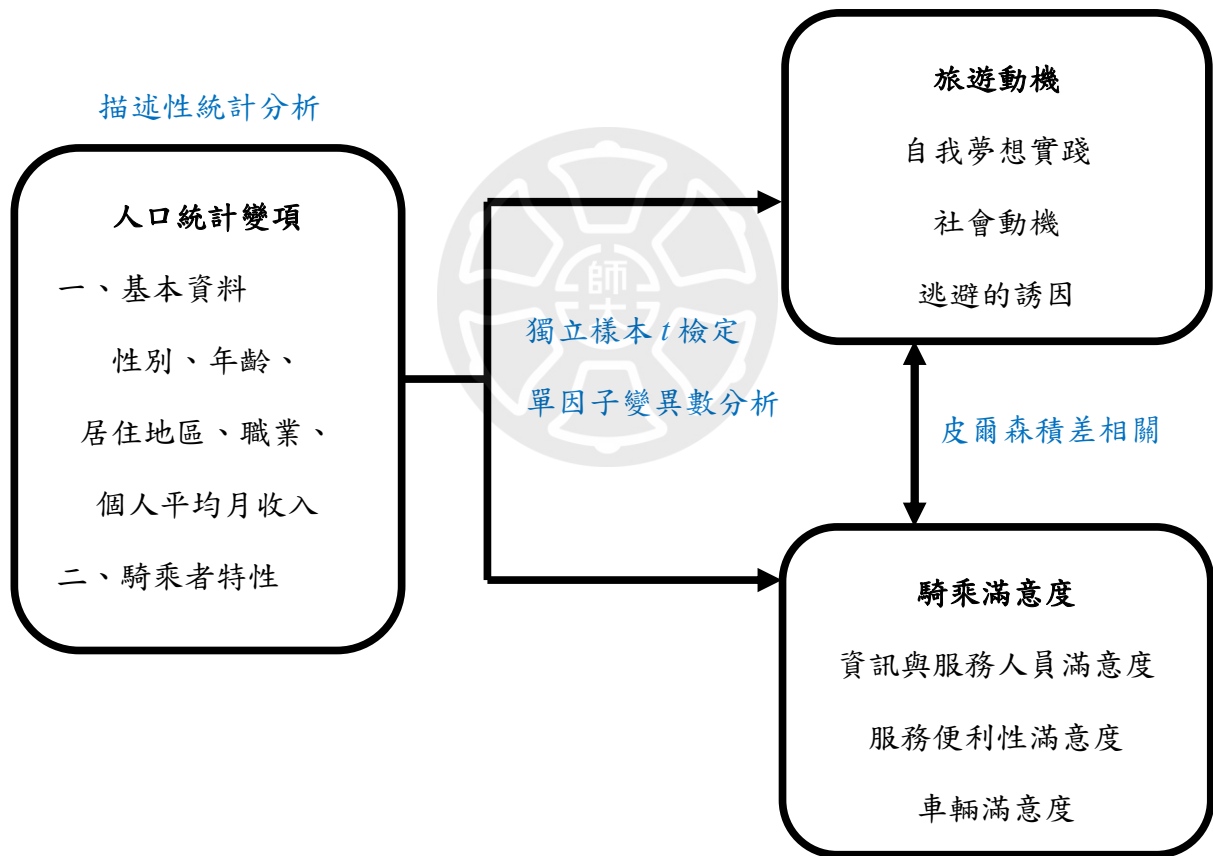 描述性統計分析
人口統計變項
一、基本資料
性別、年齡、
居住地區、職業、
個人平均月收入
二、騎乘者特性
師大
獨立樣本 t 檢定
單因子變異數分析
旅遊動機
自我夢想實踐
社會動機
逃避的誘因
皮爾森積差相關
騎乘滿意度
資訊與服務人員滿意度
服務便利性滿意度
車輛滿意度